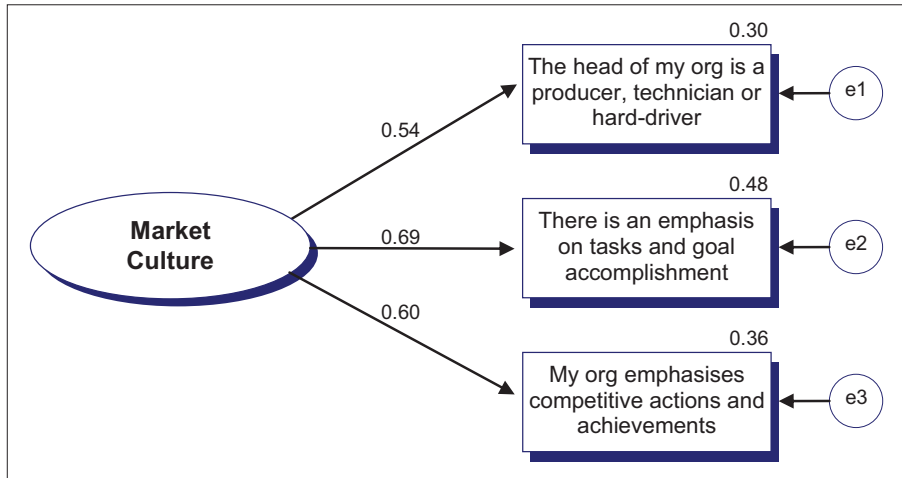 0.30
The head of my org is a
producer, technician or
hard-driver
e1
0.54
0.48
Market
Culture
0.69
There is an emphasis
on tasks and goal
accomplishment
e2
0.60
0.36
My org emphasises
competitive actions and
achievements
e3